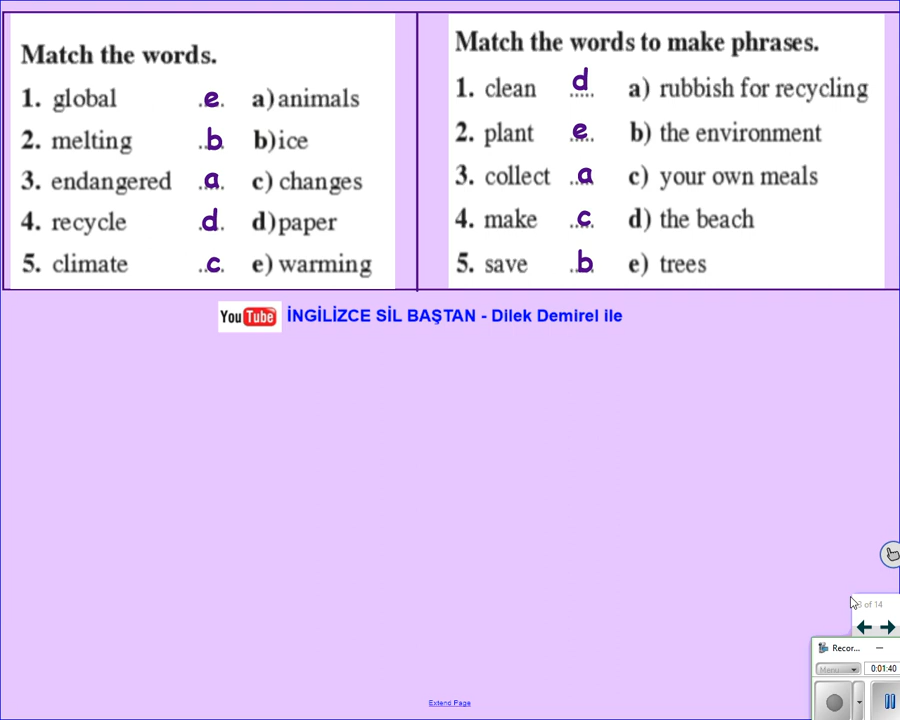 Match the words.
1. global .e. a) animals
2. melting ..b. b) ice
3. endangered .a. c) changes
4. recycle .d. d) paper
5. climate ..c. e) warming
Match the words to make phrases.
1. clean d ..... a) rubbish for recycling
2. plant e .... b) the environment
3. collect ..a. c) your own meals
4. make ..c. d) the beach
5. save ..b. e) trees
You Tube İNGİLİZCE SİL BAŞTAN - Dilek Demirel ile
of 14
Recor...
Menu
0:01:40
Extend Page